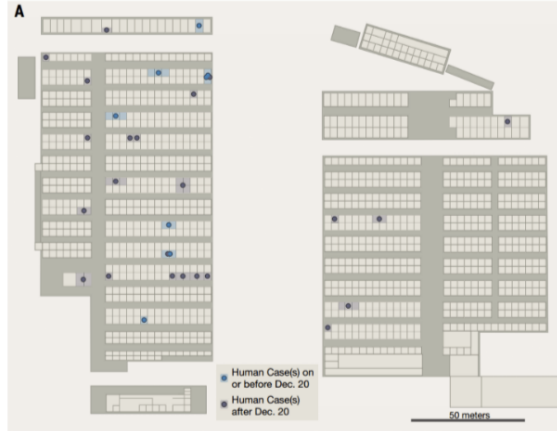 A
Human Case(s) on
or before Dec. 20
Human Case(s)
after Dec. 20
50 meters